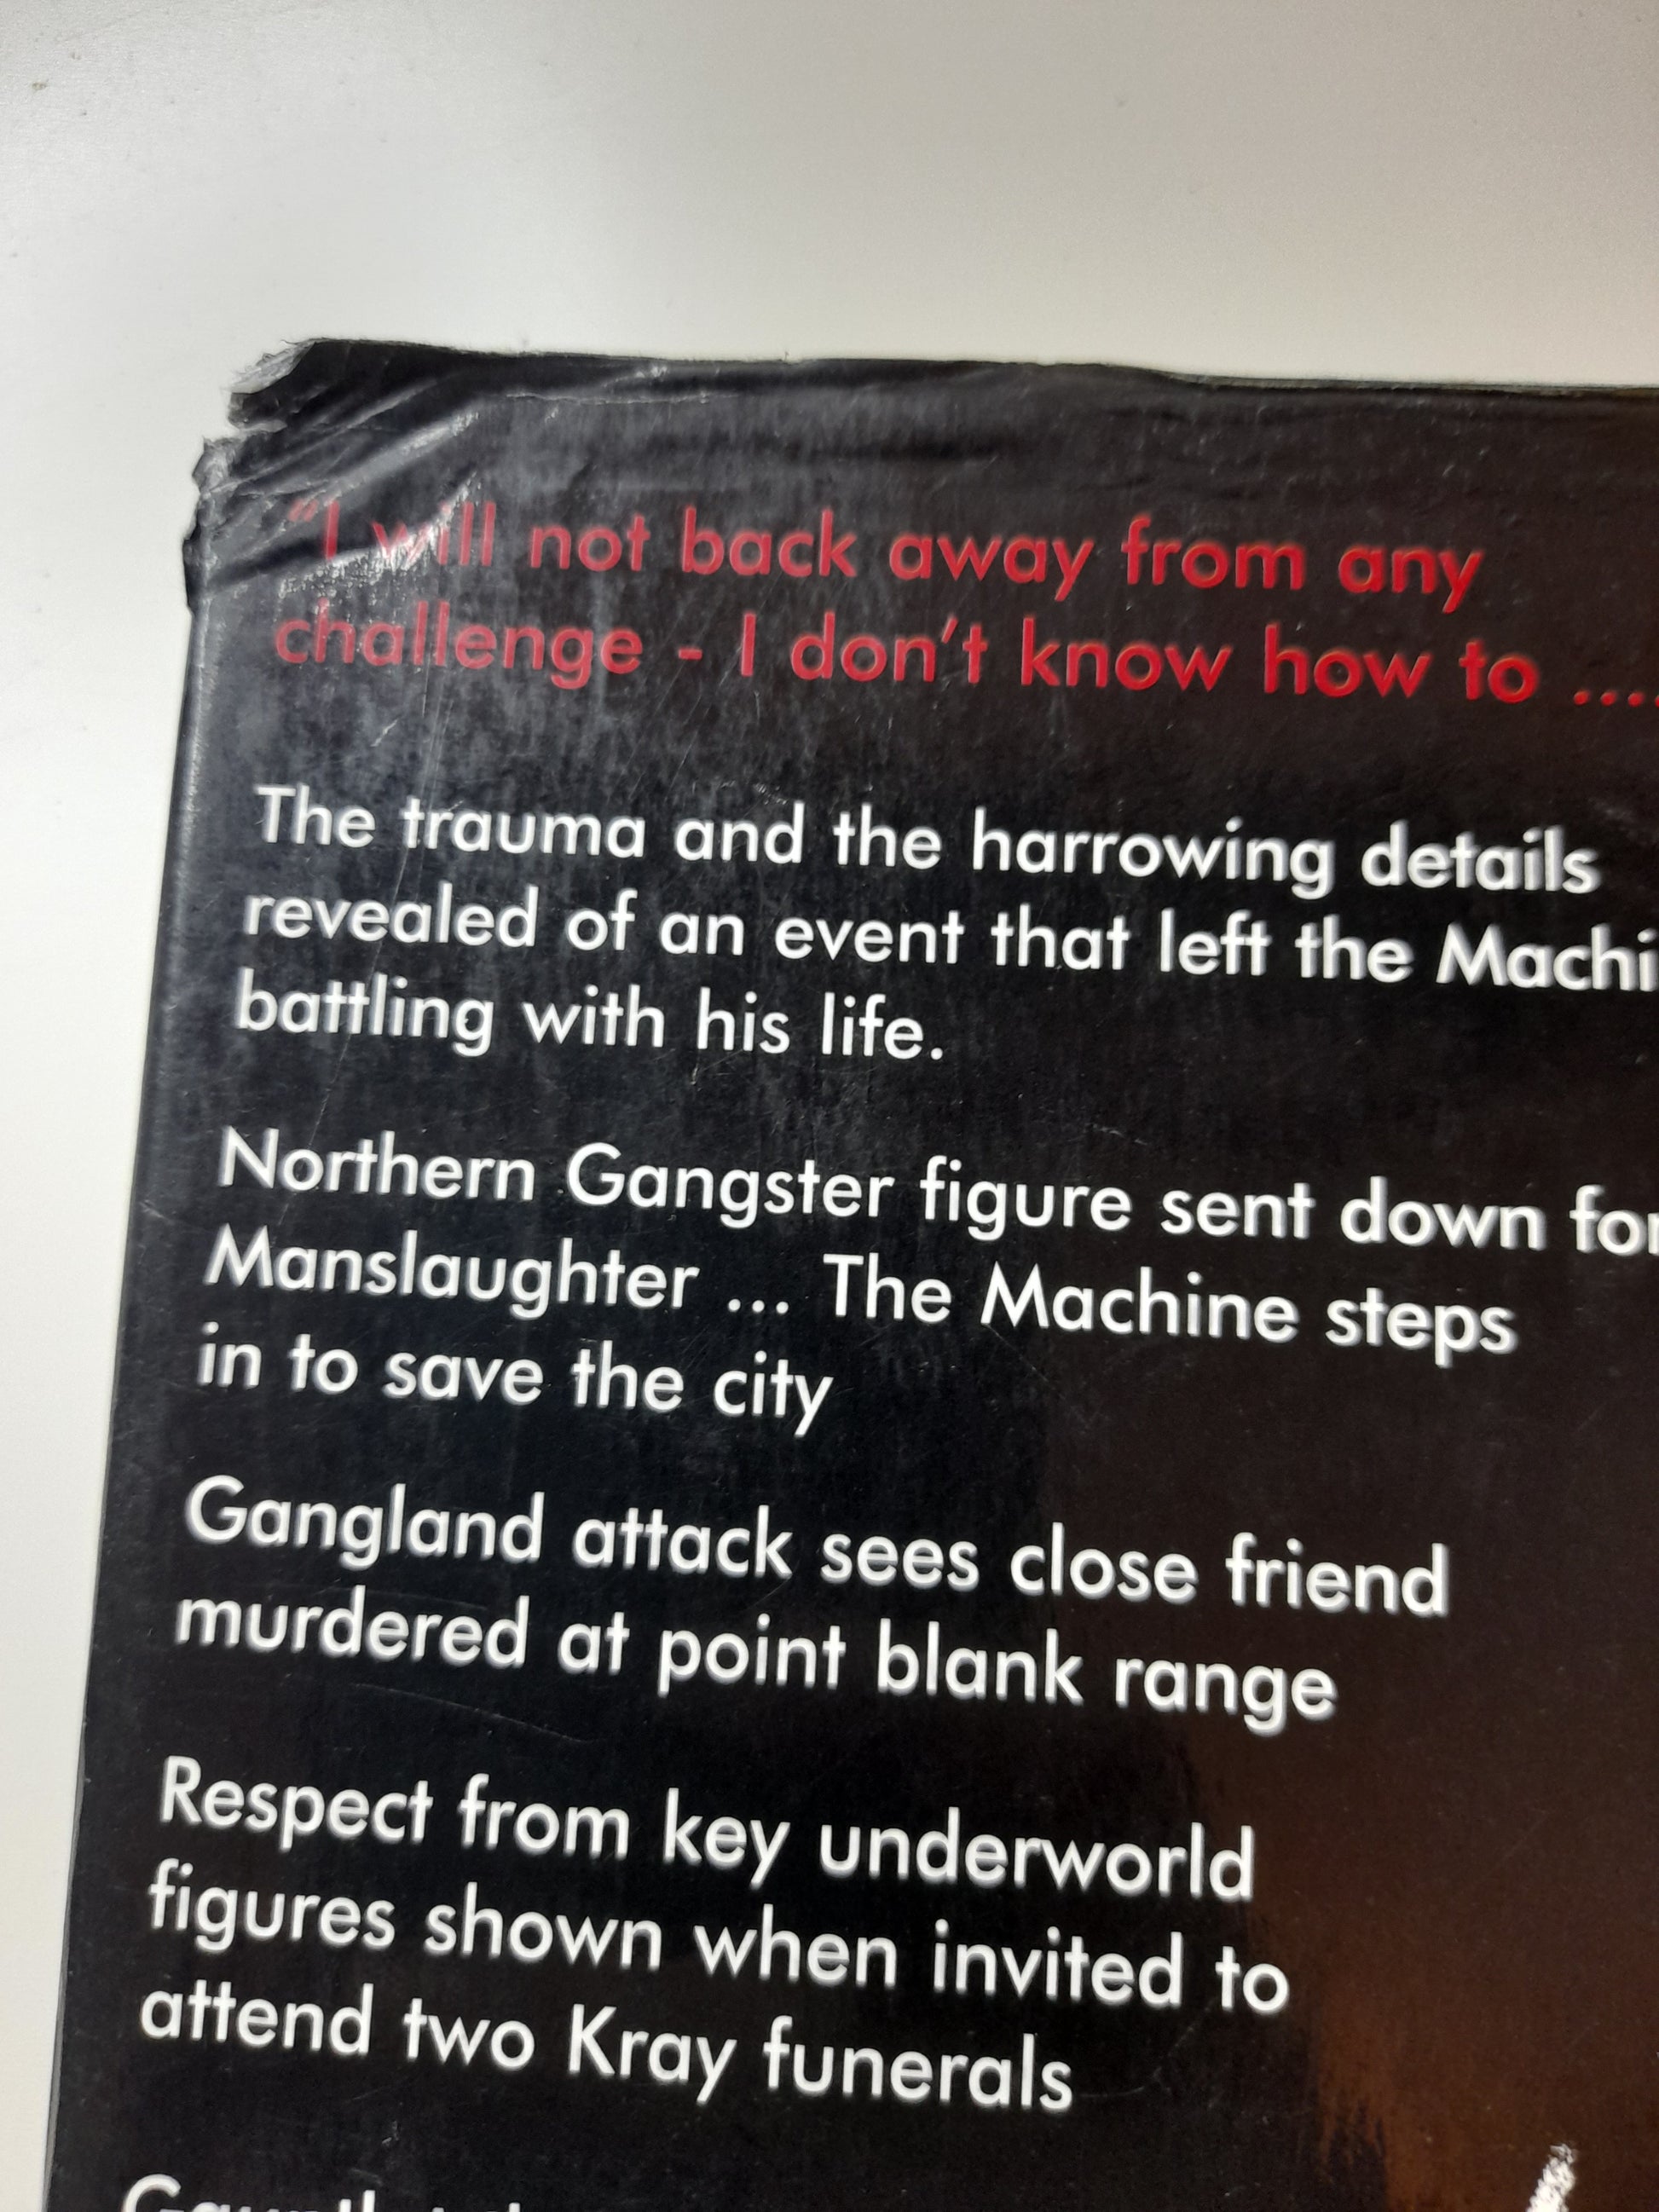 "I will not back away from any
challenge - I don't know how to ....
The trauma and the harrowing details
revealed of an event that left the
battling with his life.
Northern Gangster figure sent down for
Manslaughter ... The Machine steps
in to save the city
Gangland attack sees close friend
murdered at point blank range
Respect from key underworld
figures shown when invited to
attend two Kray funerals